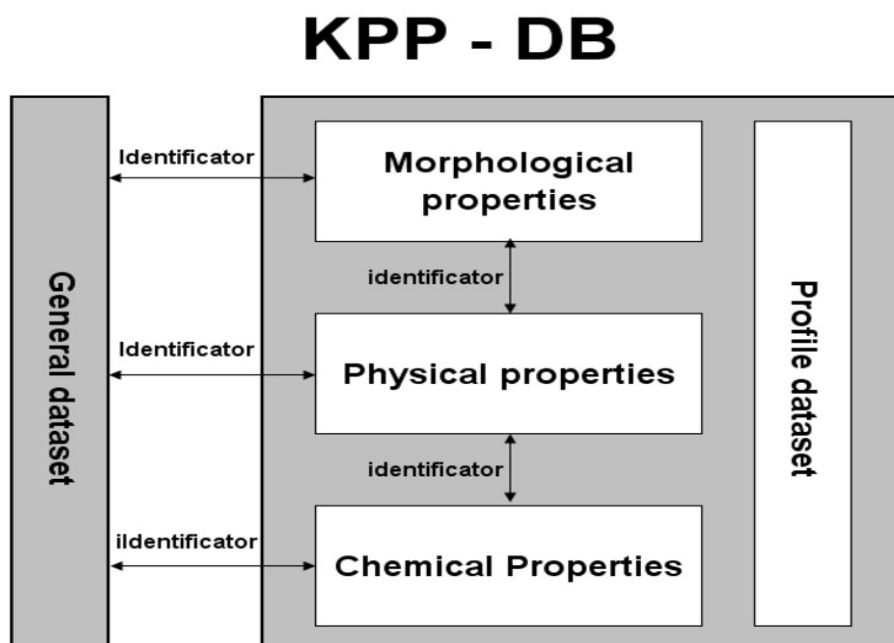 KPP - DB
General dataset
Identificator
Morphological
properties
identificator
Identificator
Physical properties
identificator
ildentificator
Chemical Properties
Profile dataset